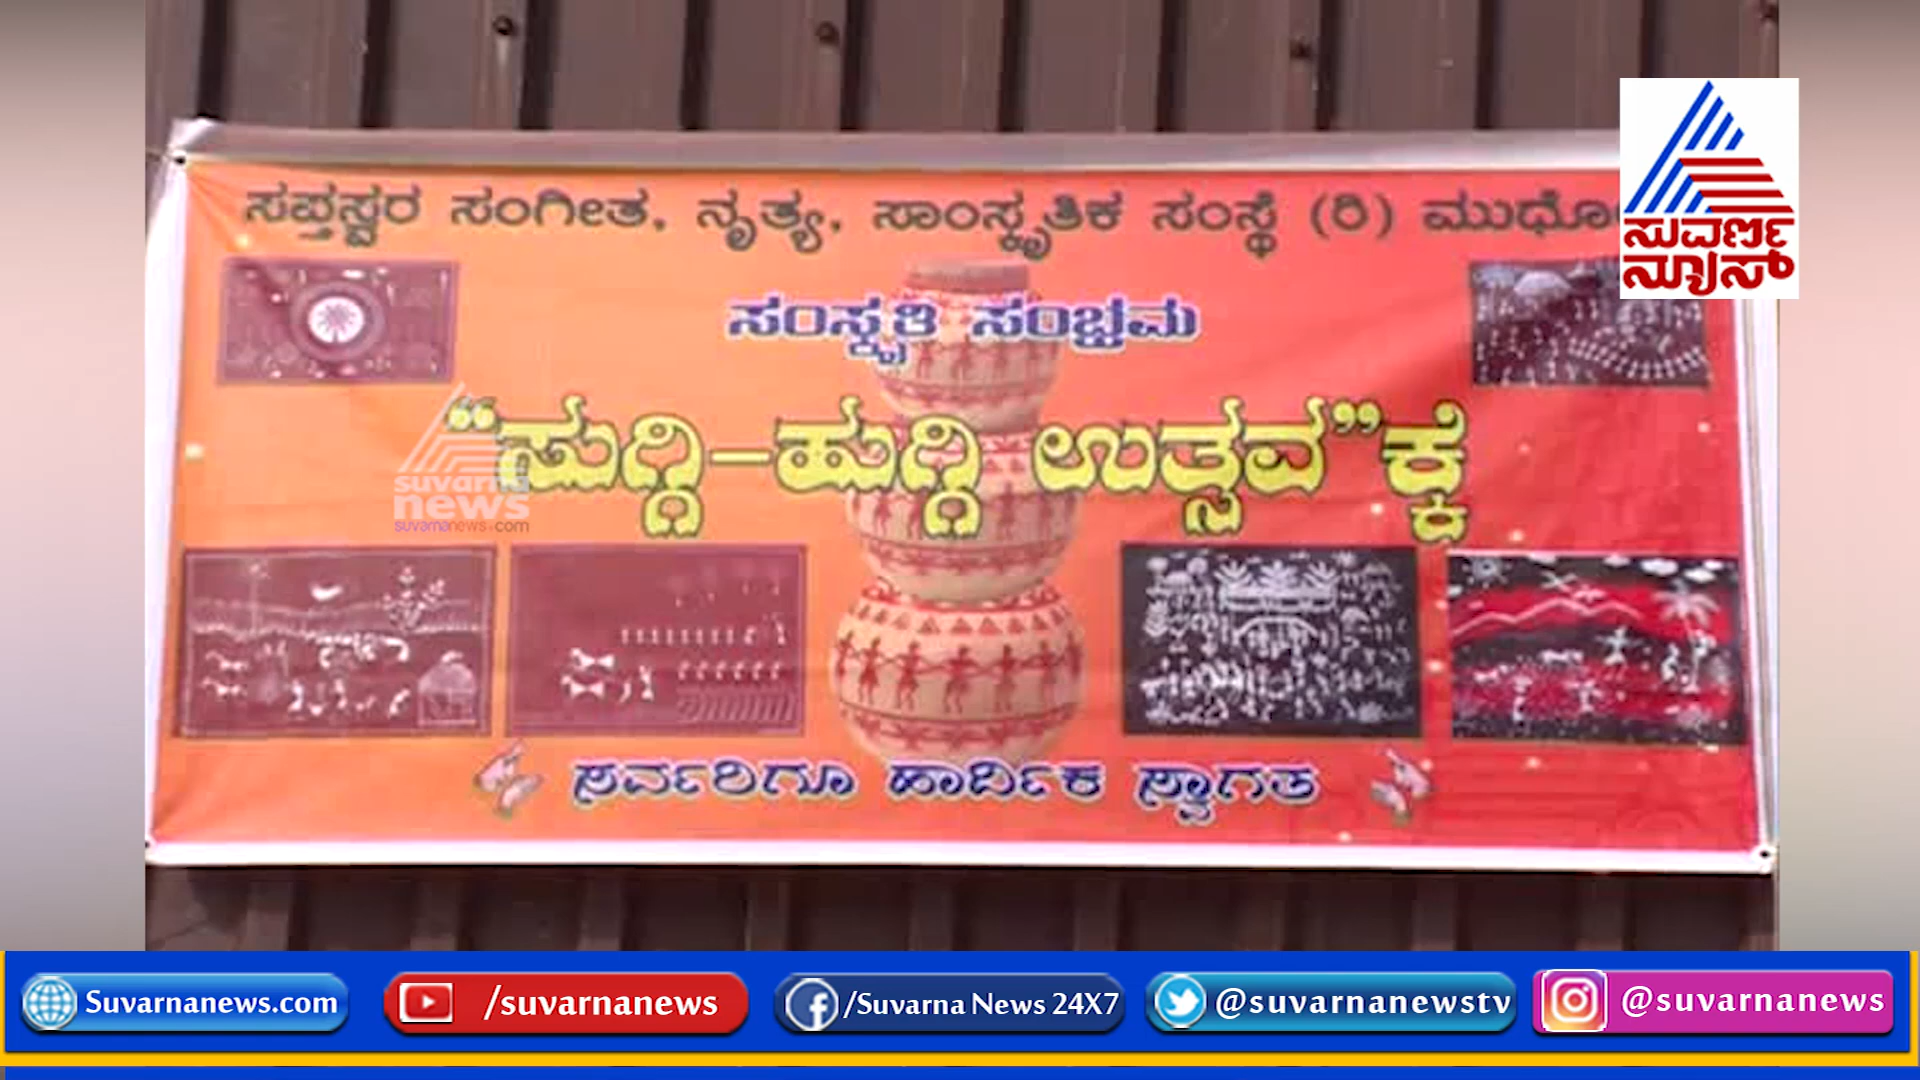 ಸಪ್ತಸ್ವರ ಸಂಗೀತ, ನೃತ್ಯ, ಸಾಂಸ್ಕೃತಿಕ ಸಂಸ್ಥೆ (ರಿ)
ಸುವರ್ಣ
ನ್ಯೂಸ್
ಸಂಸ್ಕೃತಿ ಸಂಭ್ರಮ
“ಸುಗ್ಗಿ-ಹುಗ್ಗಿ ಉತ್ಸವ”ಕ್ಕೆ
suvarna
news
suvarnanews.com
ಸರ್ವರಿಗೂ ಹಾರ್ದಿಕ ಸ್ವಾಗತ
Suvarnanews.com /suvarnanews /Suvarna News 24X7 @suvarnanewstv @suvarnanews